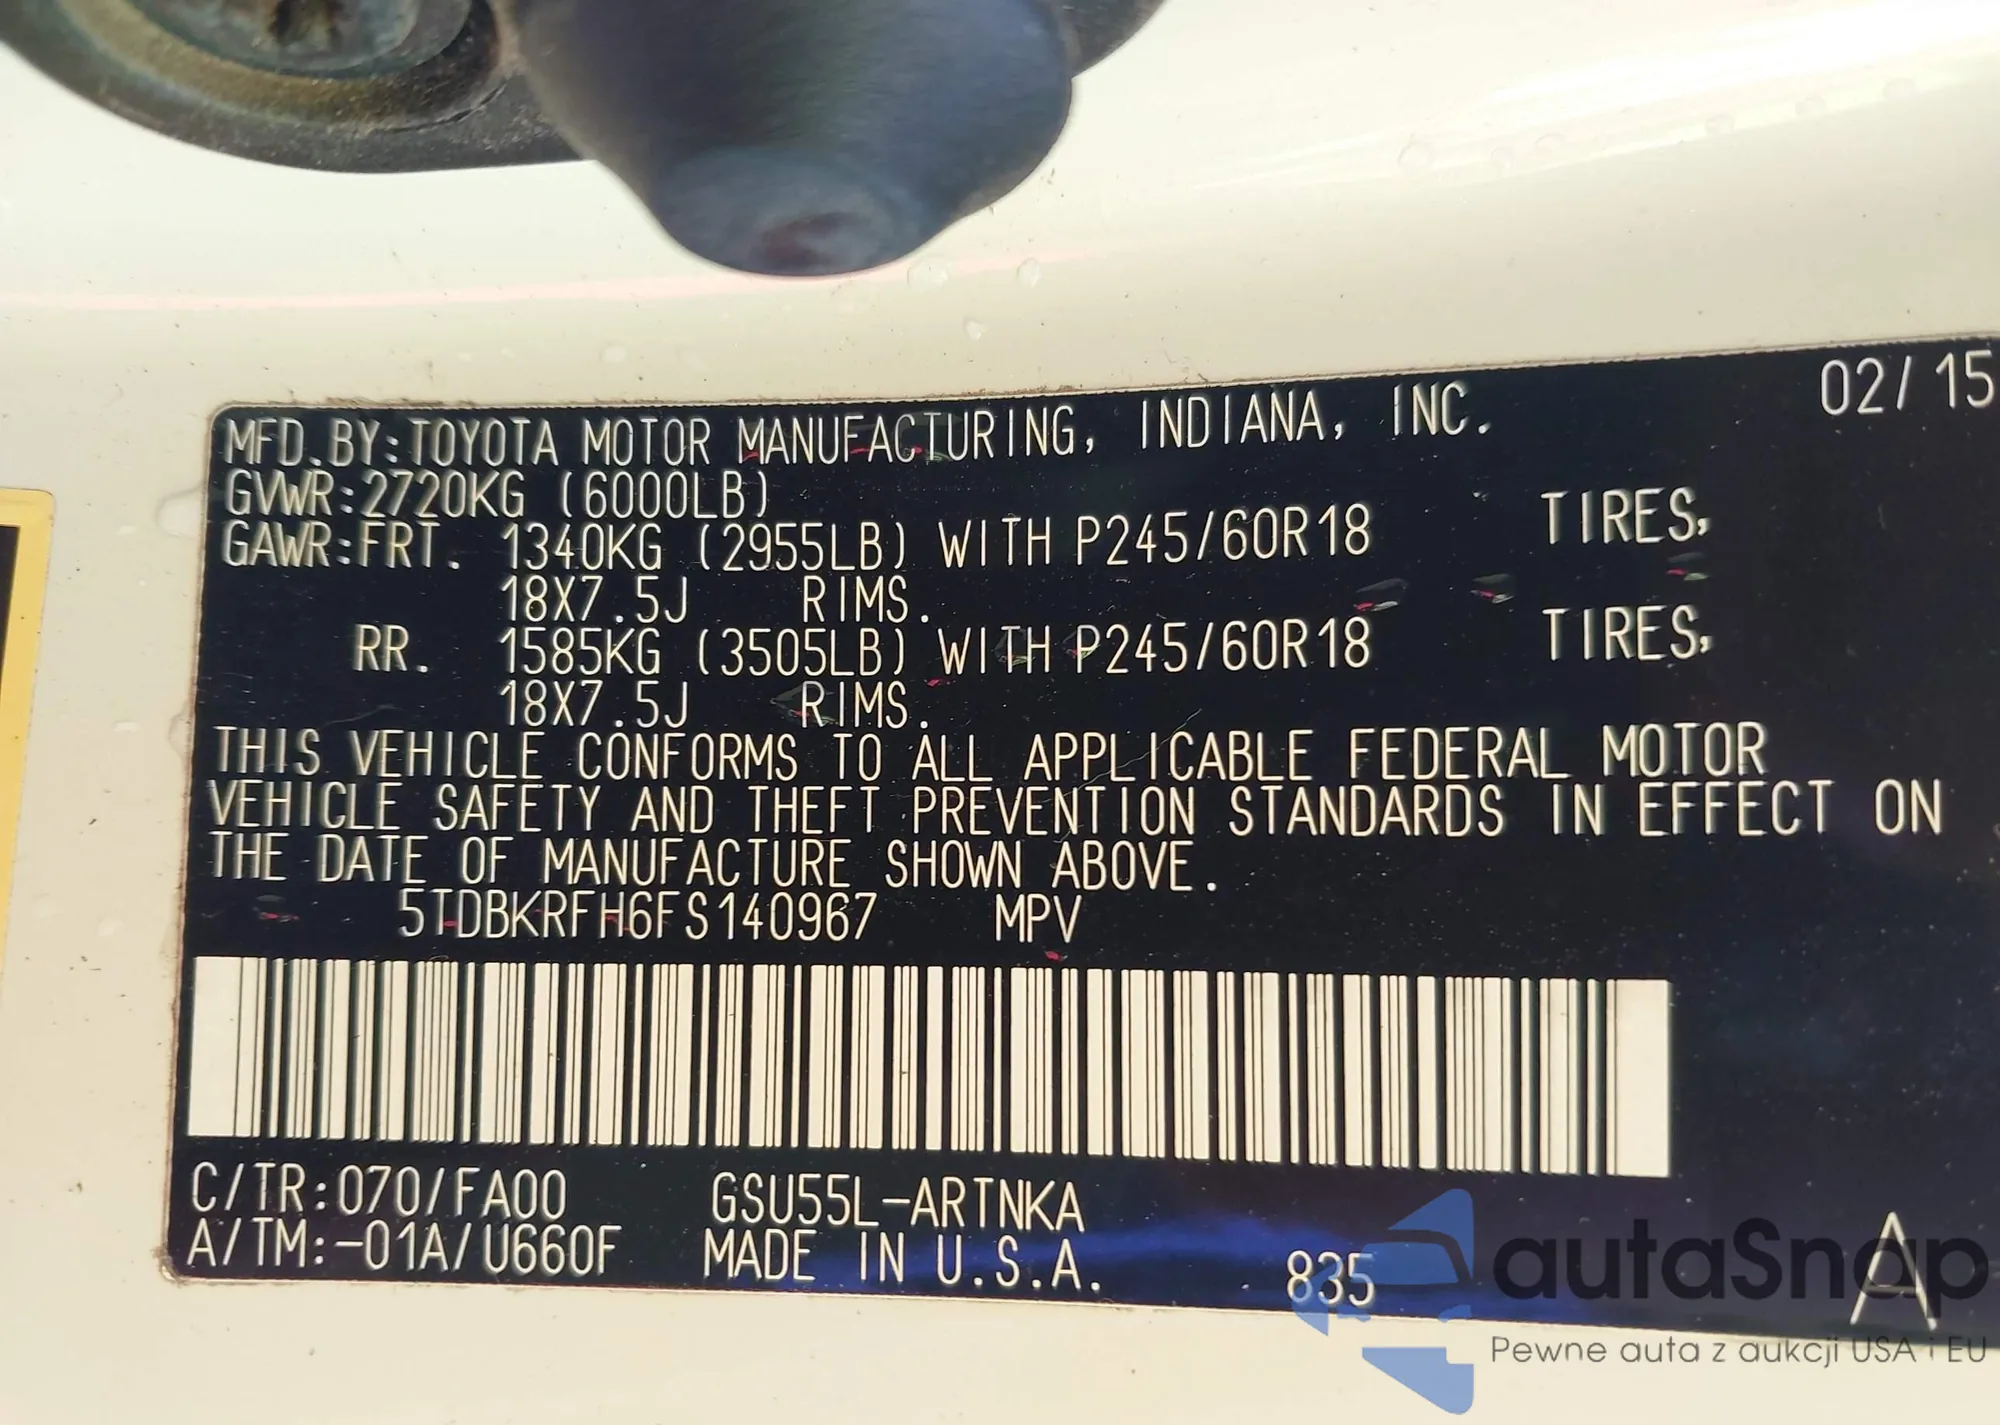 02/15
MFD.BY:TOYOTA MOTOR MANUFACTURING, INDIANA, INC.
GVWR:2720KG (6000LB)
GAWR:FRT. 1340KG (2955LB) WITH P245/60R18 TIRES,
18X7.5J RIMS.
RR. 1585KG (3505LB) WITH P245/60R18 TIRES,
18X7.5J RIMS.
THIS VEHICLE CONFORMS TO ALL APPLICABLE FEDERAL MOTOR
VEHICLE SAFETY AND THEFT PREVENTION STANDARDS IN EFFECT ON
THE DATE OF MANUFACTURE SHOWN ABOVE.
5TDBKRFH6FS140967 MPV
C/TR:070/FA00 GSU55L-ARTNKA
A/TM:-01A/U660F MADE IN U.S.A. 835 A
autaSnap
Pewne auta z aukcji USA i EU